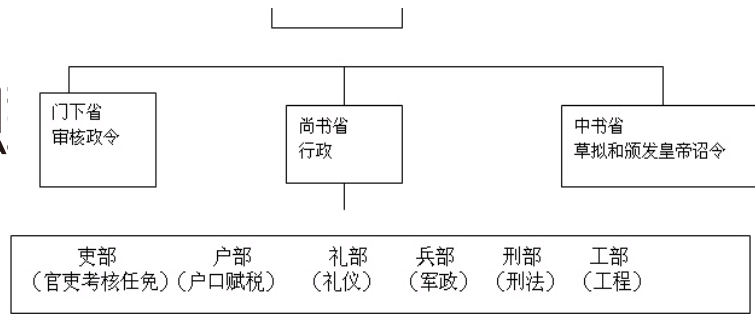 门下省
审核政令
尚书省
行政
中书省
草拟和颁发皇帝诏令
吏部 户部 礼部 兵部 刑部 工部
（官吏考核任免）（户口赋税） （礼仪） （军政） （刑法） （工程）